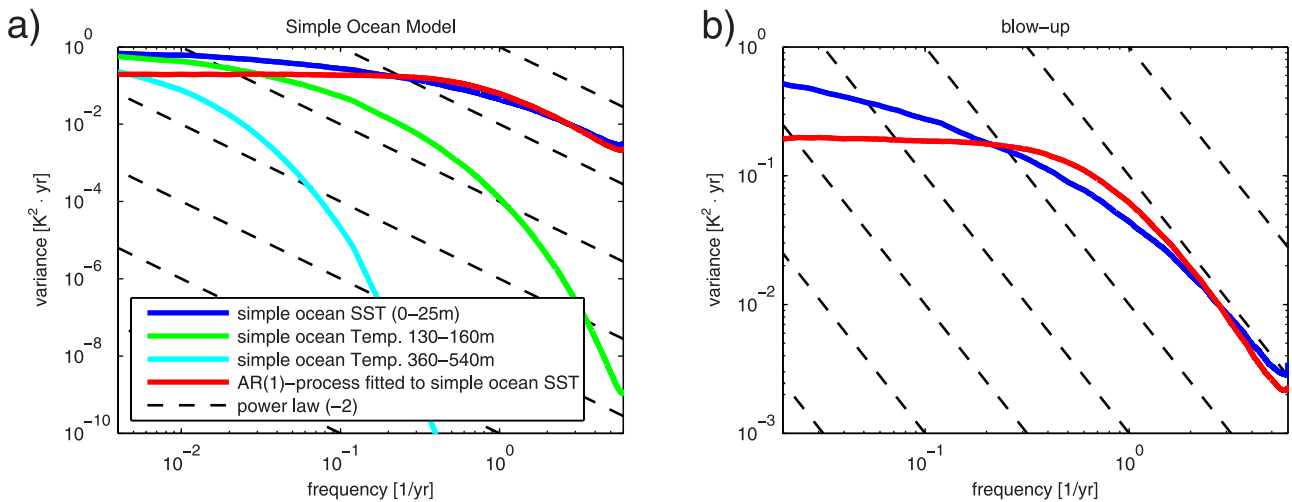 a)
Simple Ocean Model
10^0
10^-2
10^-4
10^-6
10^-8
10^-10
variance [K^2 · yr]
simple ocean SST (0−25m)
simple ocean Temp. 130−160m
simple ocean Temp. 360−540m
AR(1)−process fitted to simple ocean SST
power law (−2)
10^-2
10^-1
10^0
frequency [1/yr]
b)
blow−up
10^0
10^-1
10^-2
10^-3
variance [K^2 · yr]
10^-1
10^0
frequency [1/yr]